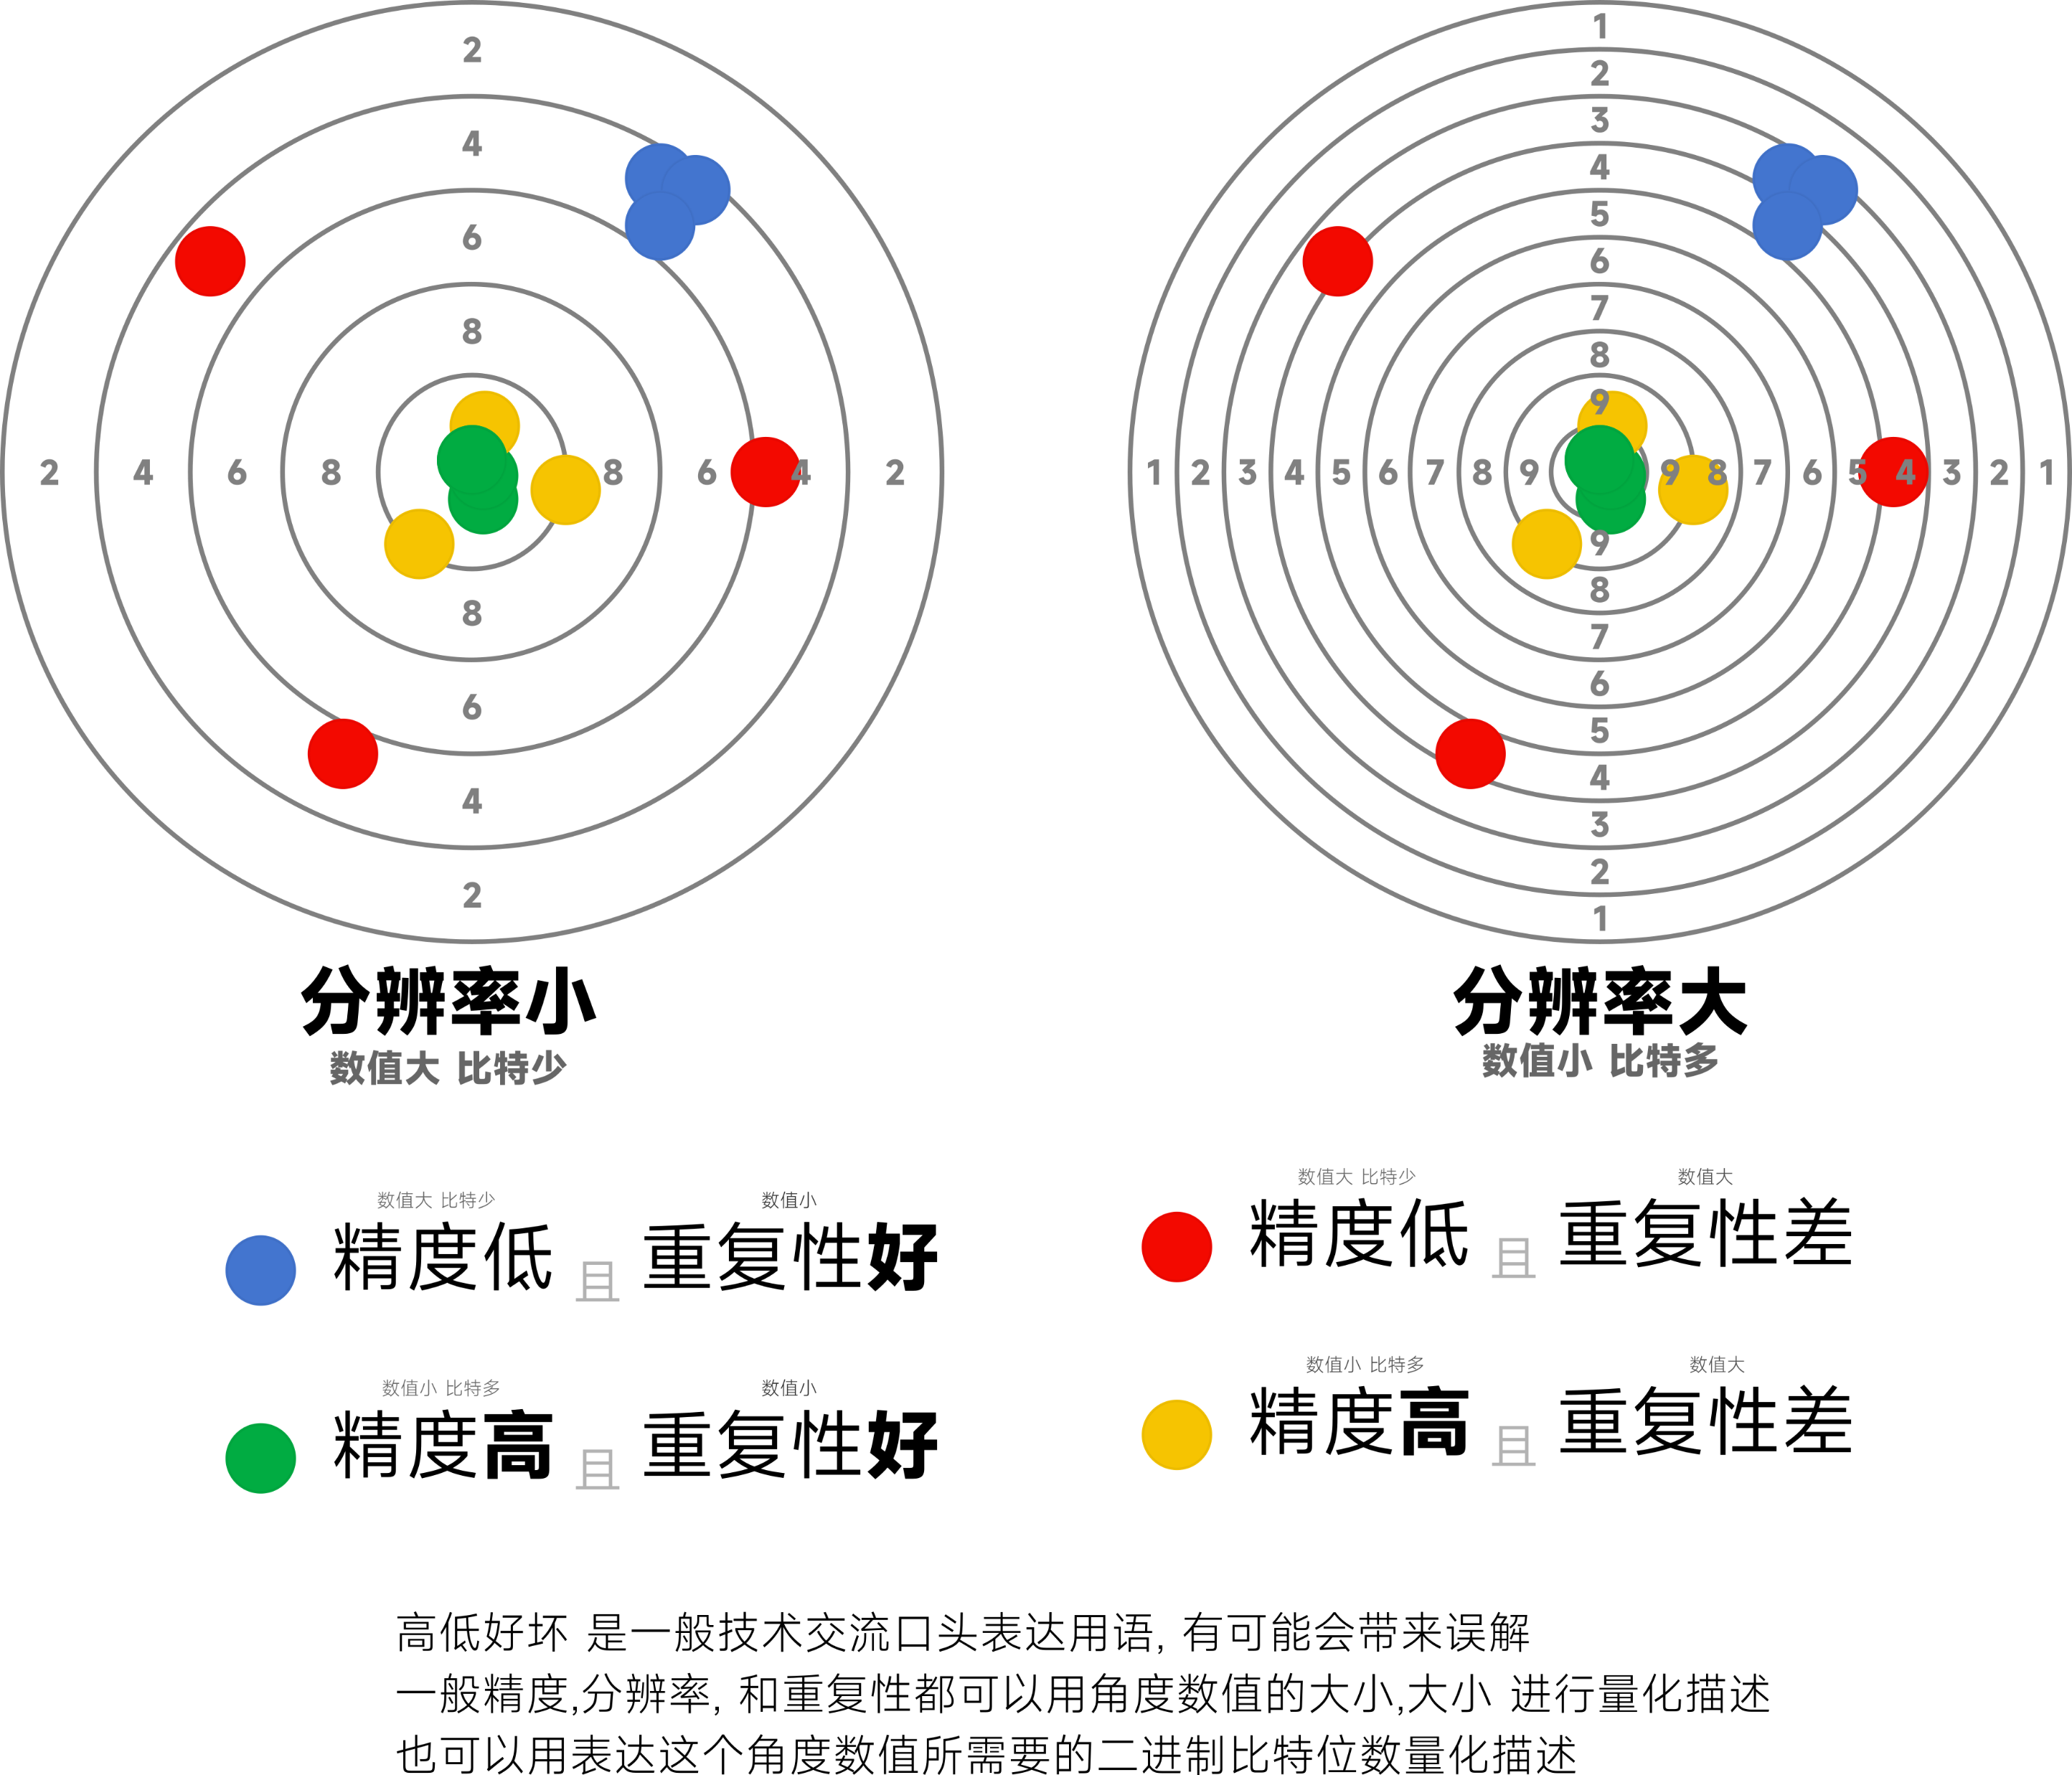 2
4
6
8
2 4 6 8 8 6 4 2
8
6
4
2
1
2
3
4
5
6
7
8
9
1 2 3 4 5 6 7 8 9 9 8 7 6 5 4 3 2 1
9
8
7
6
5
4
3
2
1
分辨率小
数值大 比特少
分辨率大
数值小 比特多
数值大 比特少
数值小
精度低 且 重复性好
数值大 比特少
数值大
精度低 且 重复性差
数值小 比特多
数值小
精度高 且 重复性好
数值小 比特多
数值大
精度高 且 重复性差
高低好坏 是一般技术交流口头表达用语, 有可能会带来误解
一般精度,分辨率, 和重复性都可以用角度数值的大小,大小 进行量化描述
也可以用表达这个角度数值所需要的二进制比特位数量化描述